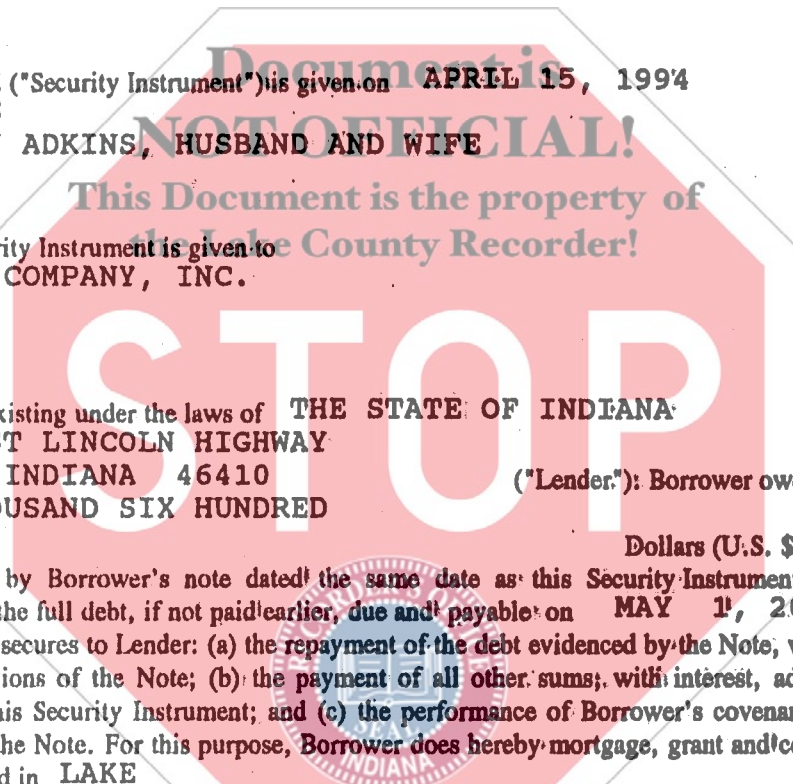 Document is
("Security Instrument") is given on APRIL 15, 1994
NOT OFFICIAL!
ADKINS, HUSBAND AND WIFE
This Document is the property of
the Lake County Recorder!
rity Instrument is given to
COMPANY, INC.
STOP
xisting under the laws of THE STATE OF INDIANA
ST LINCOLN HIGHWAY
INDIANA 46410 ("Lender"). Borrower owe
OUSAND SIX HUNDRED
Dollars (U.S. $
by Borrower's note dated the same date as this Security Instrument
the full debt, if not paid earlier, due and payable on MAY 1, 20
secures to Lender: (a) the repayment of the debt evidenced by the Note, w
ions of the Note; (b) the payment of all other sums, with interest, ad
his Security Instrument; and (c) the performance of Borrower's covenan
he Note. For this purpose, Borrower does hereby mortgage, grant and co
d in LAKE
SEAL
INDIANA